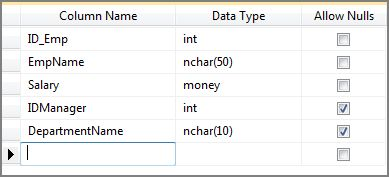 Column Name Data Type Allow Nulls
ID_Emp int
EmpName nchar(50)
Salary money
IDManager int
DepartmentName nchar(10)